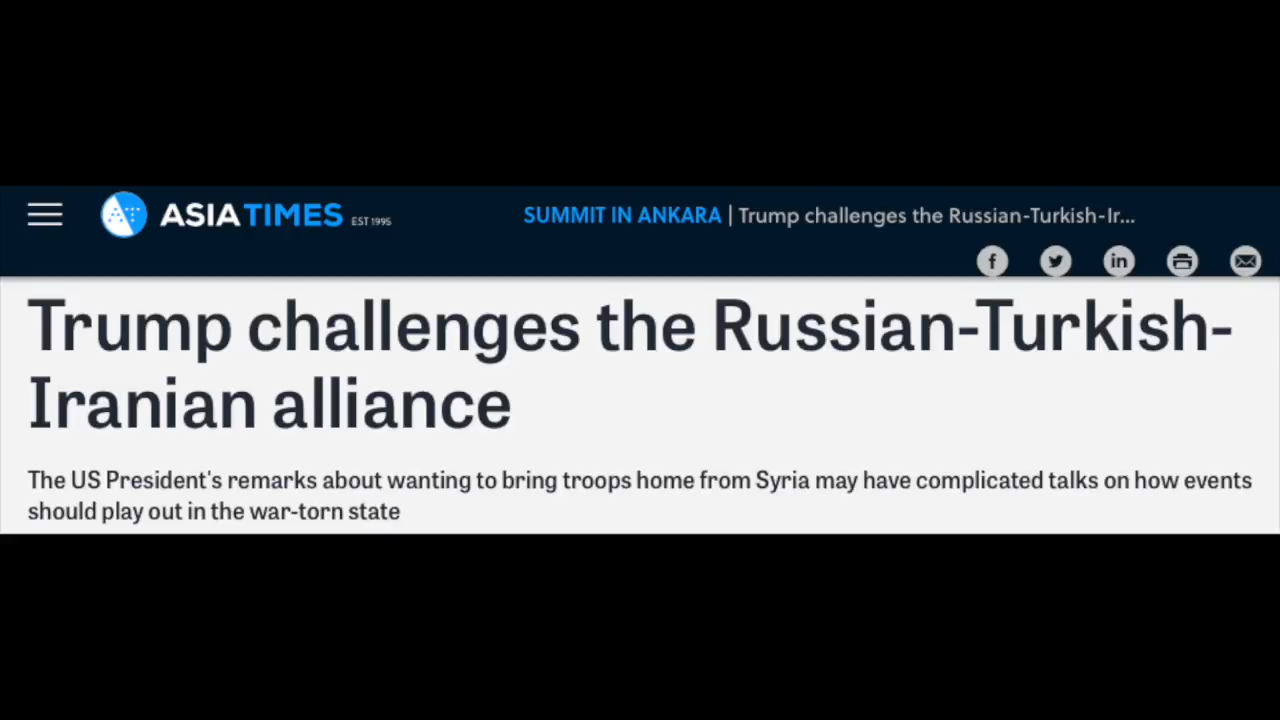 ASIA TIMES EST 1995
SUMMIT IN ANKARA | Trump challenges the Russian-Turkish-Ir...
Trump challenges the Russian-Turkish-
Iranian alliance
The US President's remarks about wanting to bring troops home from Syria may have complicated talks on how events
should play out in the war-torn state